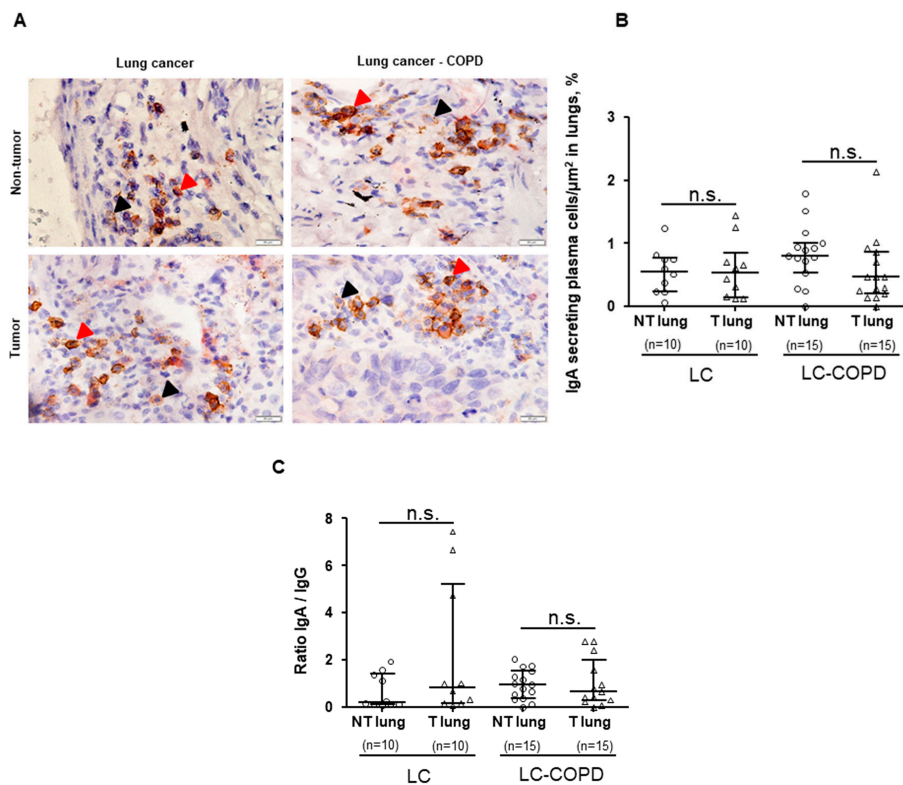 A
Lung cancer
Lung cancer - COPD
Non-tumor
Tumor
B
IgA secreting plasma cells/µm² in lungs, %
3
2
1
0
n.s.
n.s.
NT lung
T lung
NT lung
T lung
(n=10)
(n=10)
(n=15)
(n=15)
LC
LC-COPD
C
Ratio IgA / IgG
8
6
4
2
0
n.s.
n.s.
NT lung
T lung
NT lung
T lung
(n=10)
(n=10)
(n=15)
(n=15)
LC
LC-COPD